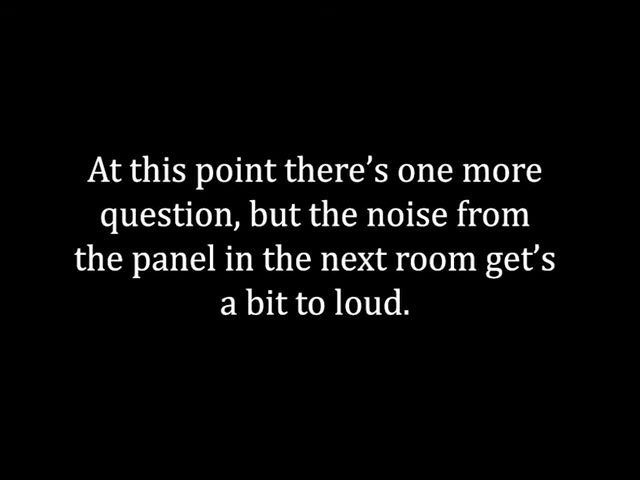 At this point there’s one more
question, but the noise from
the panel in the next room get’s
a bit to loud.